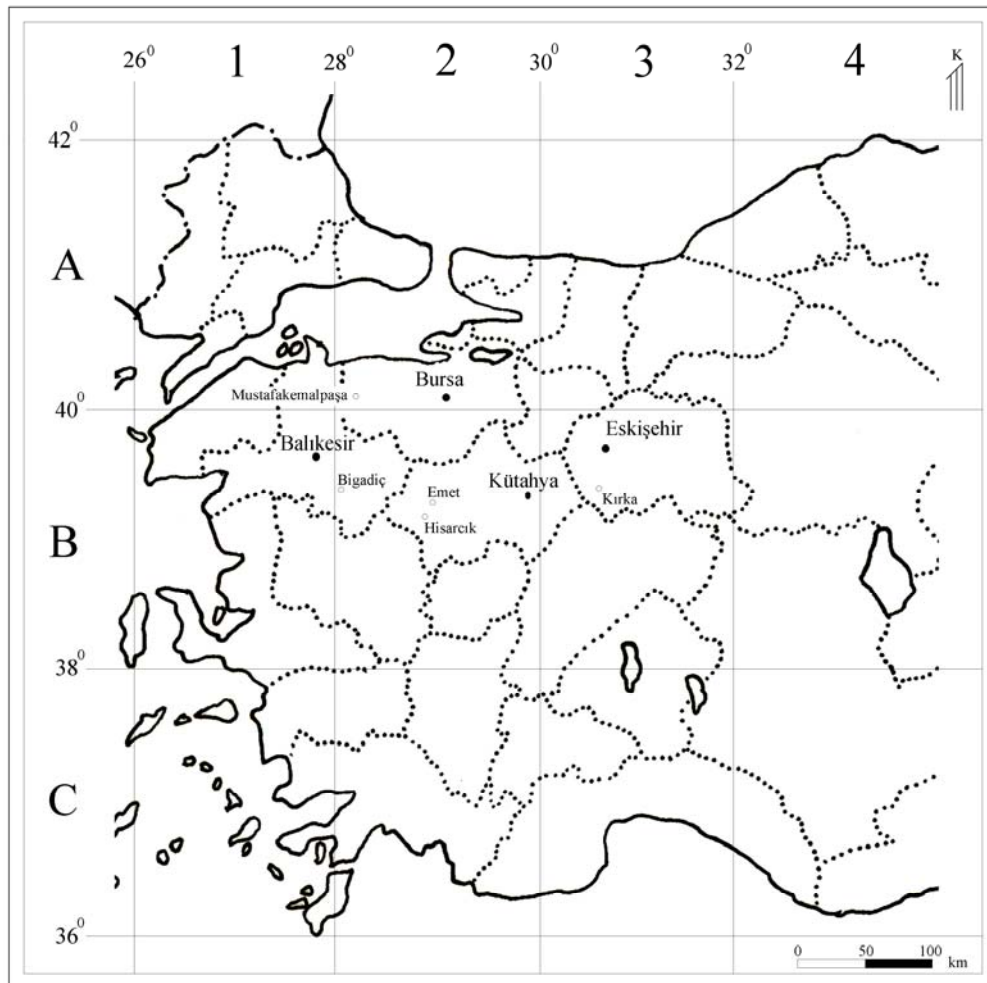 26⁰ 1 28⁰ 2 30⁰ 3 32⁰ 4
K
42⁰
A
Bursa
Mustafakemalpaşa
40⁰
Eskişehir
Balıkesir
Kütahya
Bigadiç
Emet
Kırka
Hisarcık
B
38⁰
C
36⁰
0 50 100
km